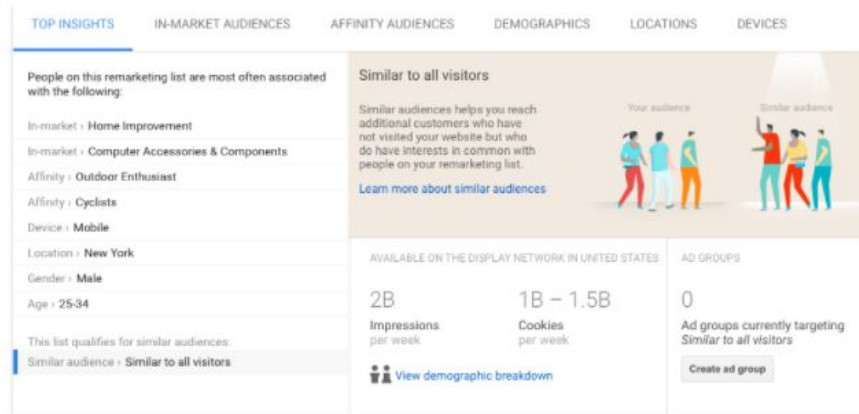 TOP INSIGHTS
IN-MARKET AUDIENCES
AFFINITY AUDIENCES
DEMOGRAPHICS
LOCATIONS
DEVICES
People on this remarketing list are most often associated
with the following:
In-market › Home Improvement
In-market › Computer Accessories & Components
Affinity › Outdoor Enthusiast
Affinity › Cyclists
Device › Mobile
Location › New York
Gender › Male
Age › 25-34
This list qualifies for similar audiences:
Similar audience › Similar to all visitors
Similar to all visitors
Similar audiences helps you reach
additional customers who have
not visited your website but who
do have interests in common with
people on your remarketing list.
Learn more about similar audiences
Your audience
Similar audience
AVAILABLE ON THE DISPLAY NETWORK IN UNITED STATES
2B
Impressions
per week
1B – 1.5B
Cookies
per week
View demographic breakdown
AD GROUPS
0
Ad groups currently targeting
Similar to all visitors
Create ad group